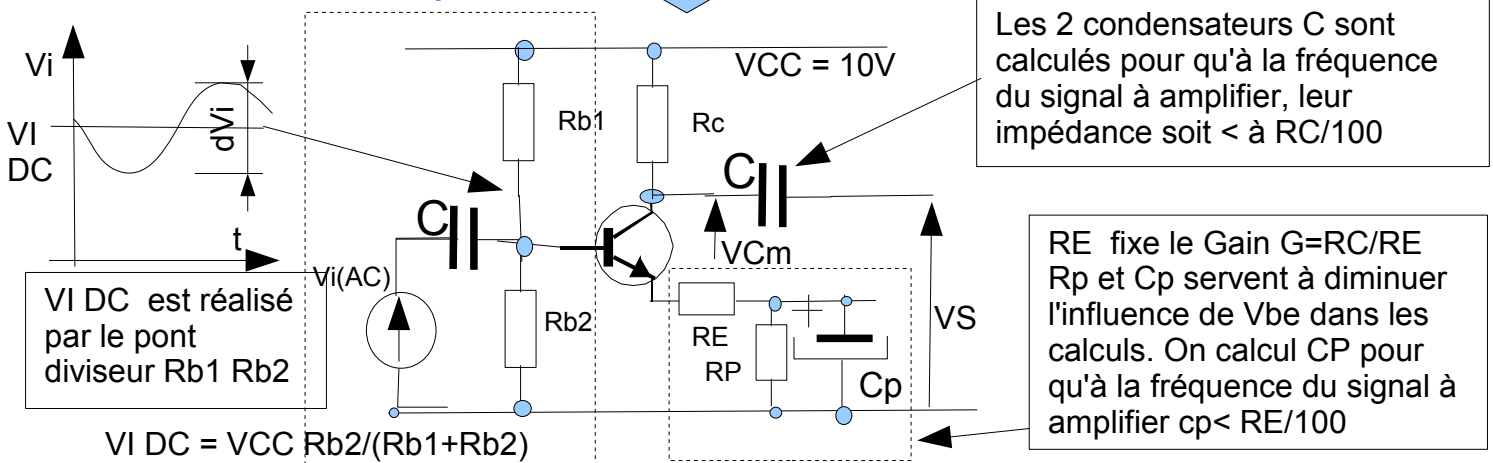 Vi
VI
DC
dVi
t
Vi(AC)
VI DC est réalisé
par le pont
diviseur Rb1 Rb2
VI DC = VCC Rb2/(Rb1+Rb2)
Rb1
Rc
VCC = 10V
C
C
Rb2
VCm
RE
RP
+
Cp
VS
Les 2 condensateurs C sont
calculés pour qu'à la fréquence
du signal à amplifier, leur
impédance soit < à RC/100
RE fixe le Gain G=RC/RE
Rp et Cp servent à diminuer
l'influence de Vbe dans les
calculs. On calcul CP pour
qu'à la fréquence du signal à
amplifier cp< RE/100